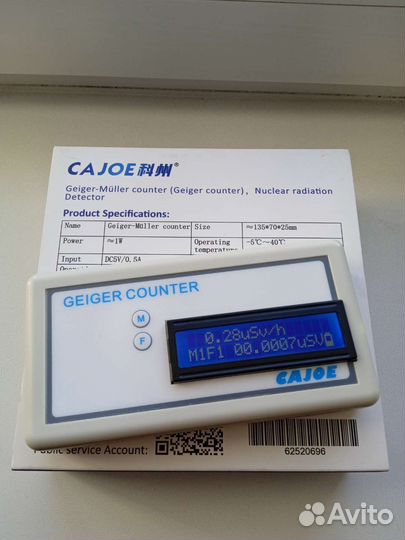 CAJOE科州®
Geiger-Müller counter (Geiger counter), Nuclear radiation
Detector
Product Specifications:
Name Geiger-Müller counter Size ≈135*70*25mm
Power ≈1W Operating temperature -5℃～40℃
Input DC5V/0.5A
GEIGER COUNTER
M
F
0.28uSv/h
M1F1 00.0007uSV
CAJOE
Public Service Account:
62520696
Avito